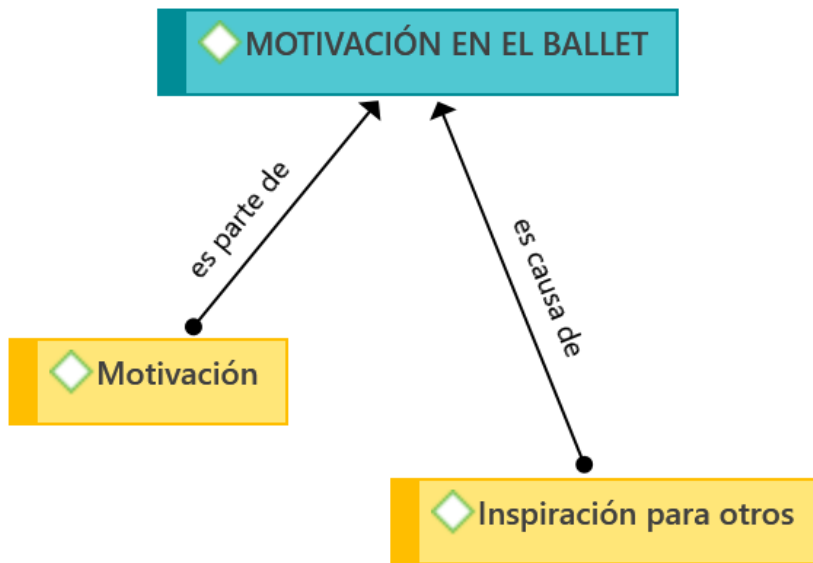 MOTIVACIÓN EN EL BALLET
es parte de
es causa de
Motivación
Inspiración para otros